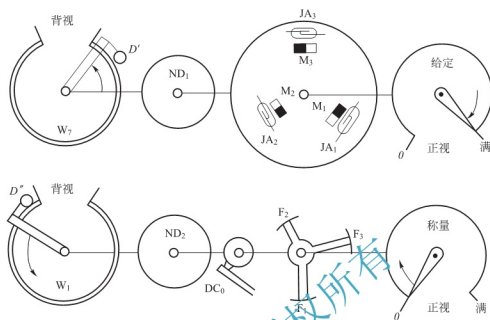 背视
D′
W₇
ND₁
JA₃
M₃
M₂
M₁
JA₂
JA₁
给定
0
正视
满
背视
D″
W₁
ND₂
DC₀
F₂
F₃
F₁
称量
0
正视
满
权所有